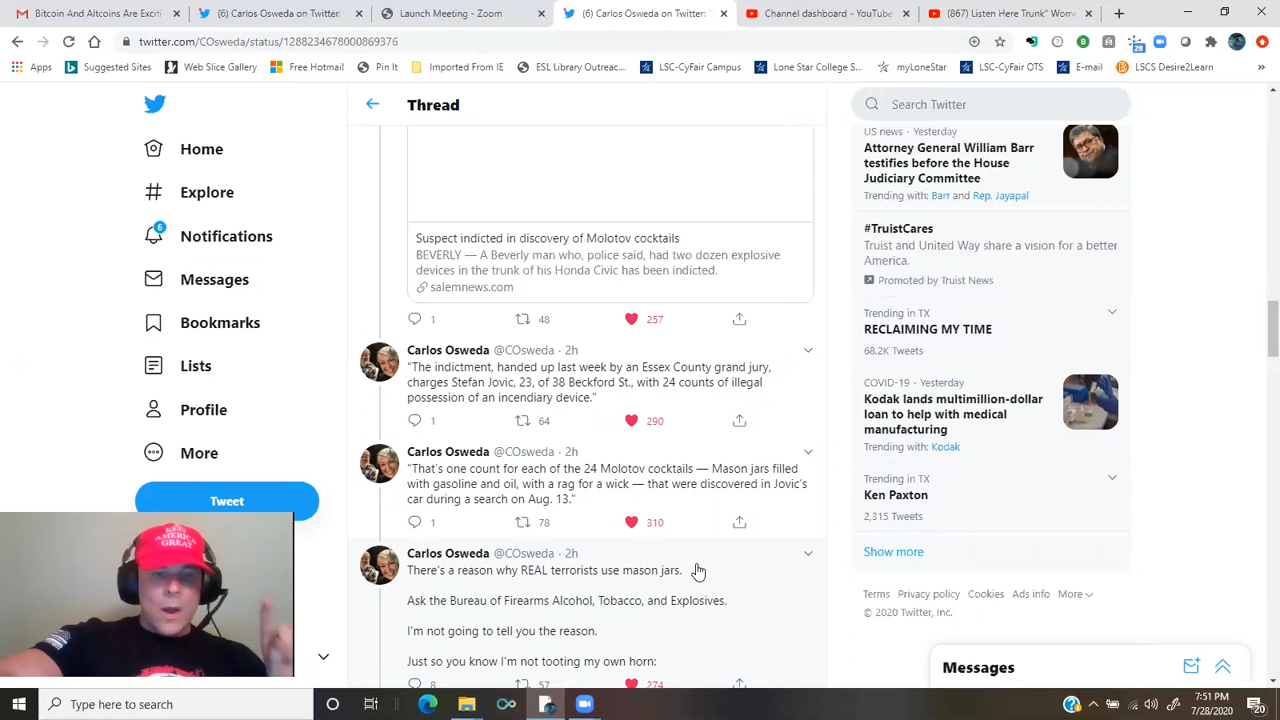 Bitcoin And Altcoins Are Exciti
(6) Carlos Osweda on Twitter: "
Launch Meeting - Zoom
(6) Carlos Osweda on Twitter: "
Channel dashboard - YouTube
(867) Listen Here Trunk" Wom
twitter.com/COsweda/status/1288234678000869376
28
Apps
Suggested Sites
Web Slice Gallery
Free Hotmail
Pin It
Imported From IE
ESL Library Outreac...
LSC-CyFair Campus
Lone Star College S...
myLoneStar
LSC-CyFair OTS
E-mail
LSCS Desire2Learn
Home
Explore
6
Notifications
Messages
Bookmarks
Lists
Profile
More
Tweet
KEEP
AMERICA
GREAT
Thread
Suspect indicted in discovery of Molotov cocktails
BEVERLY — A Beverly man who, police said, had two dozen explosive
devices in the trunk of his Honda Civic has been indicted.
salemnews.com
1 48 257
Carlos Osweda @COsweda · 2h
"The indictment, handed up last week by an Essex County grand jury,
charges Stefan Jovic, 23, of 38 Beckford St., with 24 counts of illegal
possession of an incendiary device."
1 64 290
Carlos Osweda @COsweda · 2h
"That's one count for each of the 24 Molotov cocktails — Mason jars filled
with gasoline and oil, with a rag for a wick — that were discovered in Jovic's
car during a search on Aug. 13."
1 78 310
Carlos Osweda @COsweda · 2h
There's a reason why REAL terrorists use mason jars.
Ask the Bureau of Firearms Alcohol, Tobacco, and Explosives.
I'm not going to tell you the reason.
Just so you know I'm not tooting my own horn:
8 57 274
Search Twitter
US news · Yesterday
Attorney General William Barr
testifies before the House
Judiciary Committee
Trending with: Barr and Rep. Jayapal
#TruistCares
Truist and United Way share a vision for a better
America.
Promoted by Truist News
Trending in TX
RECLAIMING MY TIME
68.2K Tweets
COVID-19 · Yesterday
Kodak lands multimillion-dollar
loan to help with medical
manufacturing
Trending with: Kodak
Trending in TX
Ken Paxton
2,315 Tweets
Show more
Terms Privacy policy Cookies Ads info More
© 2020 Twitter, Inc.
Messages
Type here to search
7:51 PM
7/28/2020
20